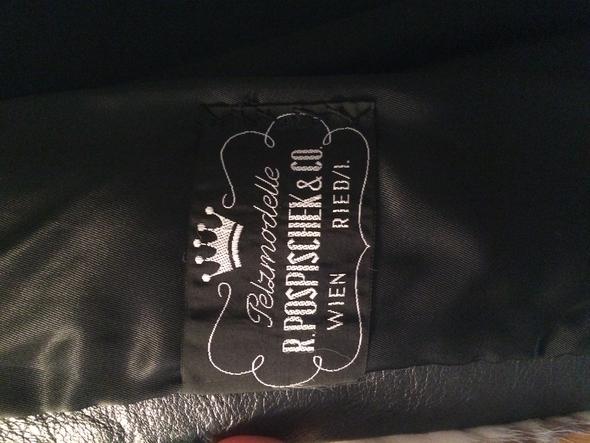 Pelzmodelle
R. POSPISCHEK & CO.
WIEN RIED/I.